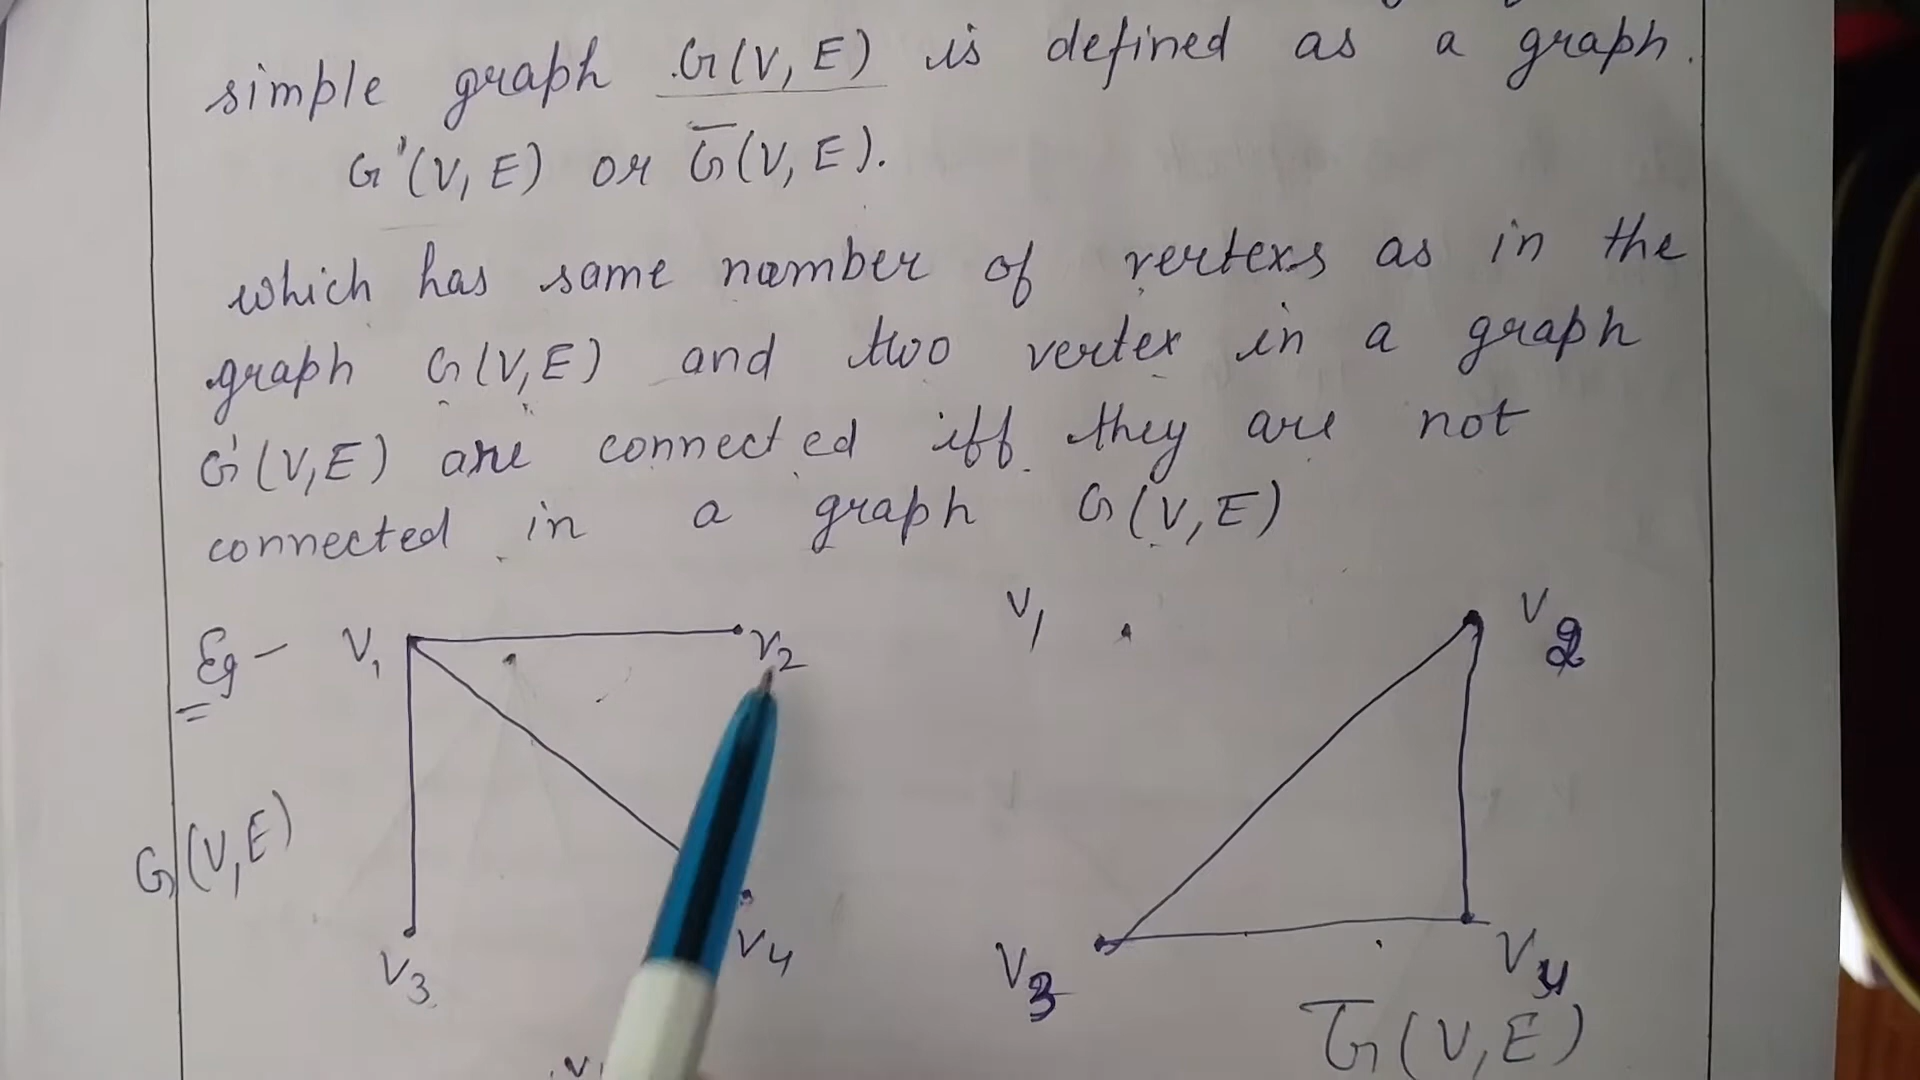 simple graph G(V, E) is defined as a graph.
G'(V, E) or G̅(V, E).
which has same number of vertexs as in the
graph G(V,E) and two vertex in a graph
G'(V,E) are connected iff they are not
connected in a graph G(V,E)
Eg - V1 V2
V1 V2
G(V,E)
V3 V4
V3 V4
G̅(V,E)